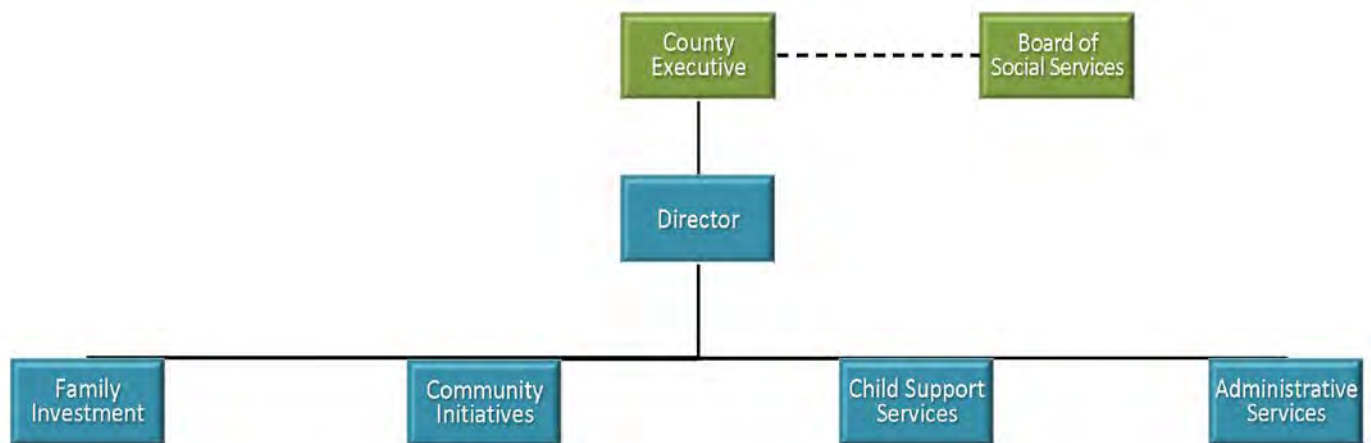 County
Executive
Board of
Social Services
Director
Family
Investment
Community
Initiatives
Child Support
Services
Administrative
Services